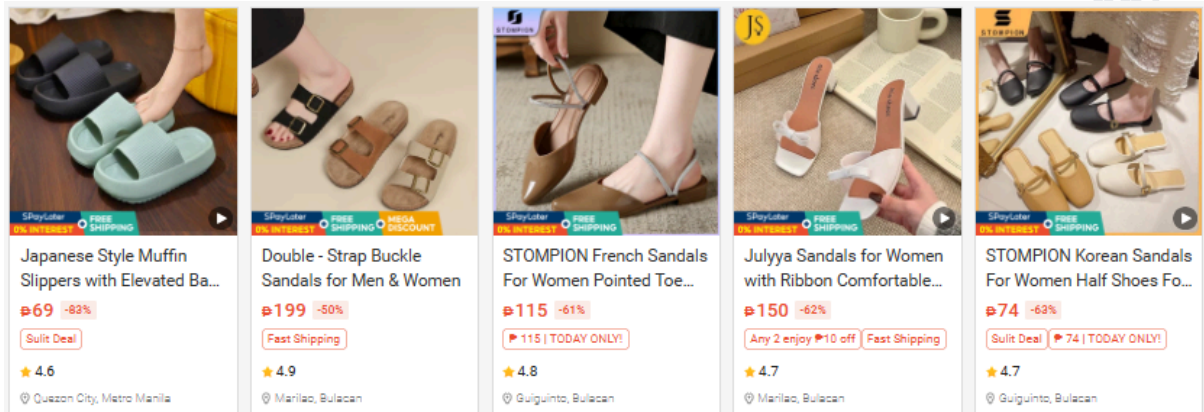 SPayLater
0% INTEREST
FREE
SHIPPING
Japanese Style Muffin
Slippers with Elevated Ba...
₱69 -83%
Sulit Deal
4.6
Quezon City, Metro Manila
SPayLater
0% INTEREST
FREE
SHIPPING
MEGA
DISCOUNT
Double - Strap Buckle
Sandals for Men & Women
₱199 -50%
Fast Shipping
4.9
Marilao, Bulacan
STOMPION
SPayLater
0% INTEREST
FREE
SHIPPING
STOMPION French Sandals
For Women Pointed Toe...
₱115 -61%
₱ 115 | TODAY ONLY!
4.8
Guiguinto, Bulacan
JS
SPayLater
0% INTEREST
FREE
SHIPPING
Julyya Sandals for Women
with Ribbon Comfortable...
₱150 -62%
Any 2 enjoy ₱10 off Fast Shipping
4.7
Marilao, Bulacan
STOMPION
SPayLater
0% INTEREST
FREE
SHIPPING
STOMPION Korean Sandals
For Women Half Shoes Fo...
₱74 -63%
Sulit Deal ₱ 74 | TODAY ONLY!
4.7
Guiguinto, Bulacan